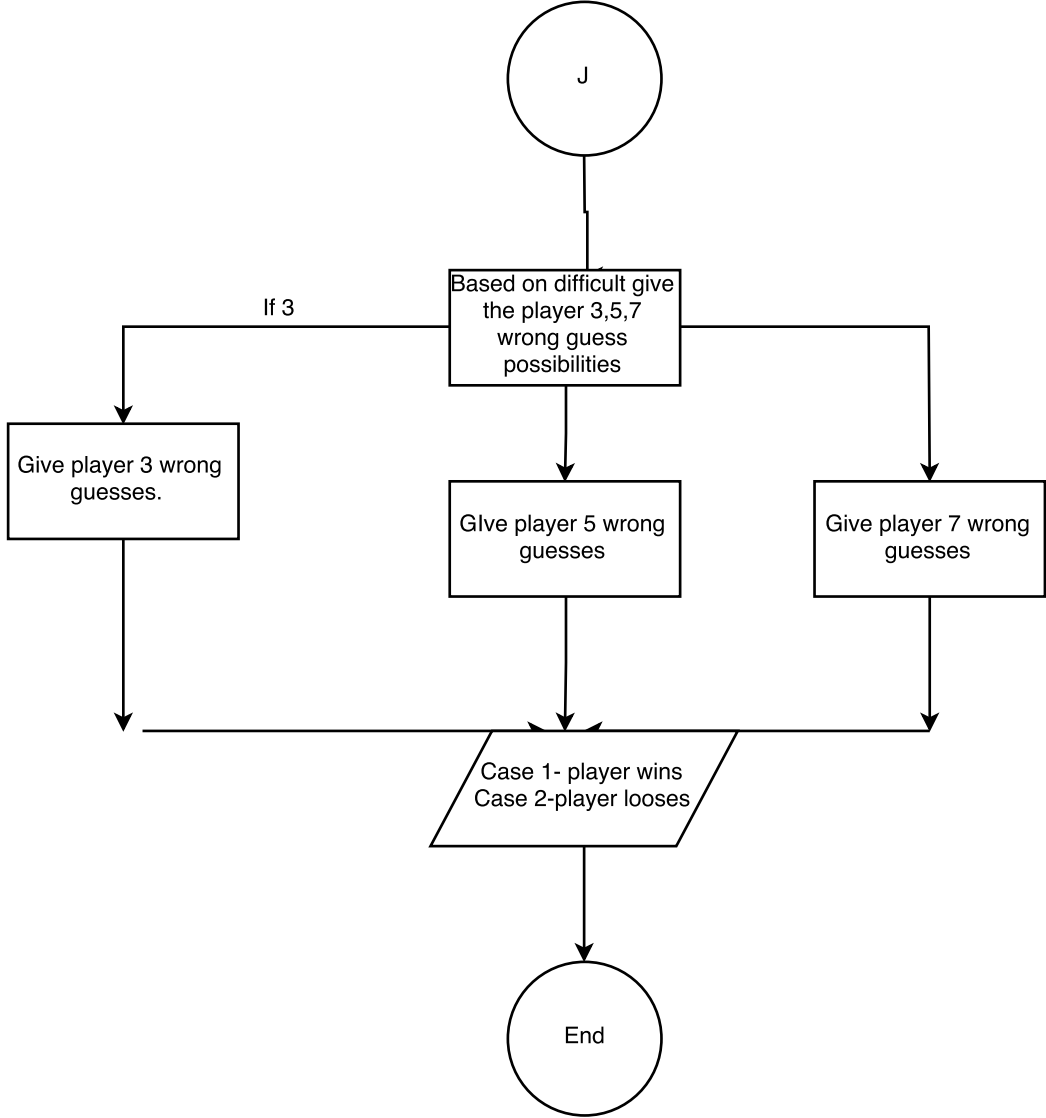 J
Based on difficult give
the player 3,5,7
wrong guess
possibilities
If 3
Give player 3 wrong
guesses.
GIve player 5 wrong
guesses
Give player 7 wrong
guesses
Case 1- player wins
Case 2-player looses
End